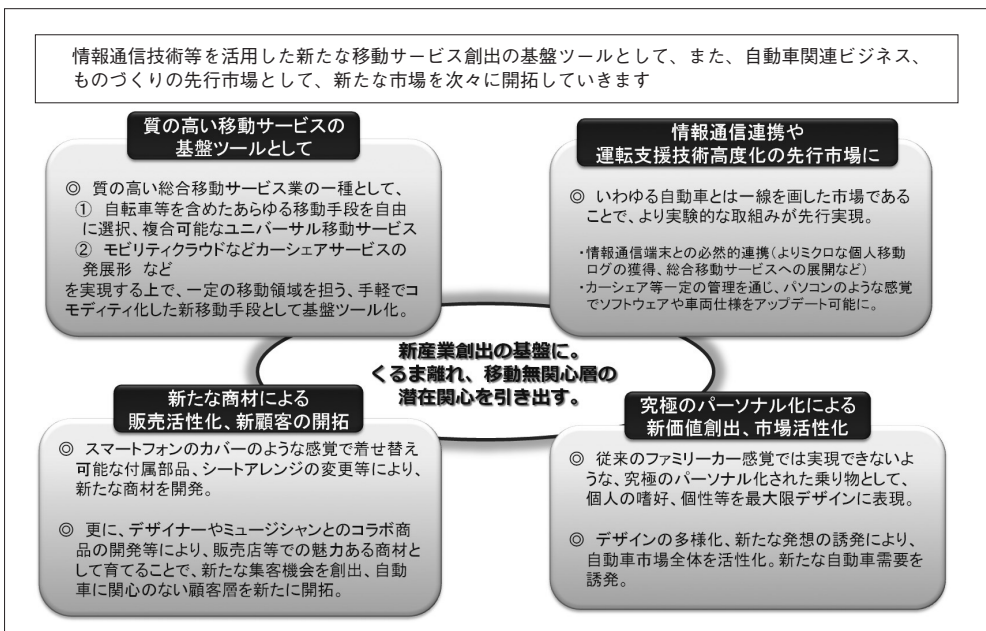 情報通信技術等を活用した新たな移動サービス創出の基盤ツールとして、また、自動車関連ビジネス、
ものづくりの先行市場として、新たな市場を次々に開拓していきます
質の高い移動サービスの
基盤ツールとして
◎ 質の高い総合移動サービス業の一種として、
① 自転車等を含めたあらゆる移動手段を自由
に選択、複合可能なユニバーサル移動サービス
② モビリティクラウドなどカーシェアサービスの
発展形 など
を実現する上で、一定の移動領域を担う、手軽でコ
モディティ化した新移動手段として基盤ツール化。
情報通信連携や
運転支援技術高度化の先行市場に
◎ いわゆる自動車とは一線を画した市場である
ことで、より実験的な取組みが先行実現。
・情報通信端末との必然的連携(よりミクロな個人移動
ログの獲得、総合移動サービスへの展開など)
・カーシェア等一定の管理を通じ、パソコンのような感覚
でソフトウェアや車両仕様をアップデート可能に。
新産業創出の基盤に。
くるま離れ、移動無関心層の
潜在関心を引き出す。
新たな商材による
販売活性化、新顧客の開拓
◎ スマートフォンのカバーのような感覚で着せ替え
可能な付属部品、シートアレンジの変更等により、
新たな商材を開発。
◎ 更に、デザイナーやミュージシャンとのコラボ商
品の開発等により、販売店等での魅力ある商材と
して育てることで、新たな集客機会を創出、自動
車に関心のない顧客層を新たに開拓。
究極のパーソナル化による
新価値創出、市場活性化
◎ 従来のファミリーカー感覚では実現できないよ
うな、究極のパーソナル化された乗り物として、
個人の嗜好、個性等を最大限デザインに表現。
◎ デザインの多様化、新たな発想の誘発により、
自動車市場全体を活性化。新たな自動車需要を
誘発。